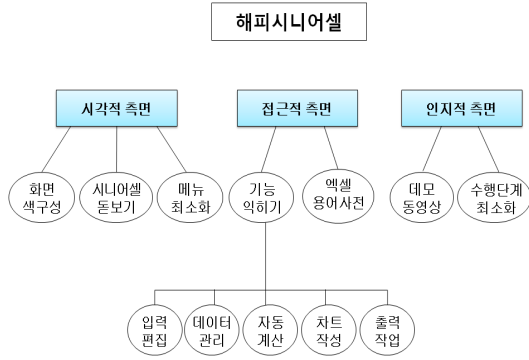 해피시니어셀
시각적 측면
접근적 측면
인지적 측면
화면
색구성
시니어셀
돋보기
메뉴
최소화
기능
익히기
엑셀
용어사전
데모
동영상
수행단계
최소화
입력
편집
데이터
관리
자동
계산
차트
작성
출력
작업